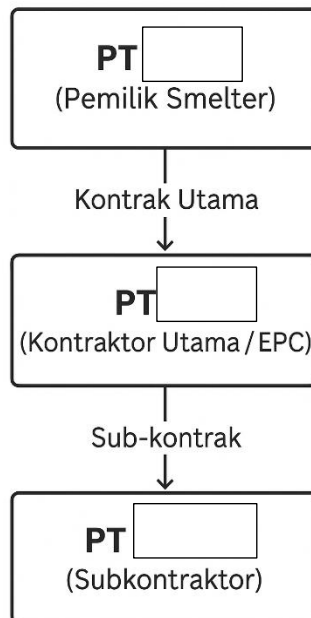 PT
(Pemilik Smelter)
Kontrak Utama
PT
(Kontraktor Utama / EPC)
Sub-kontrak
PT
(Subkontraktor)